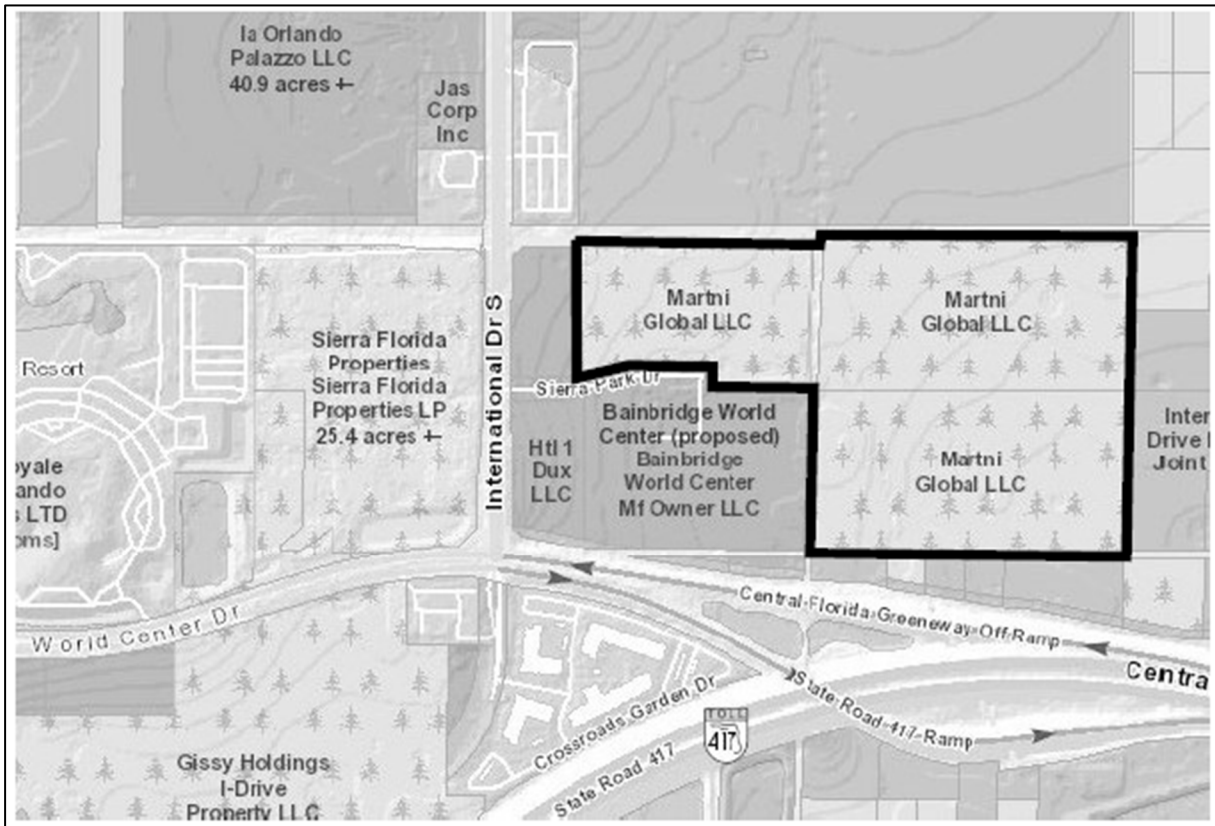 Ia Orlando
Palazzo LLC
40.9 acres +-
Jas
Corp
Inc
Martni
Global LLC
Martni
Global LLC
International Dr S
Sierra Florida
Properties
Sierra Florida
Properties LP
25.4 acres +-
Resort
Sierra Park Dr
Htl 1
Dux
LLC
Bainbridge World
Center (proposed)
Bainbridge
World Center
Mf Owner LLC
Martni
Global LLC
Inter
Drive
Joint
oyale
ando
s LTD
oms]
World Center Dr
Central Florida Greeneway Off Ramp
Centra
State Road 417 Ramp
Crossroads Garden Dr
TOLL
417
State Road 417
Gissy Holdings
I-Drive
Property LLC